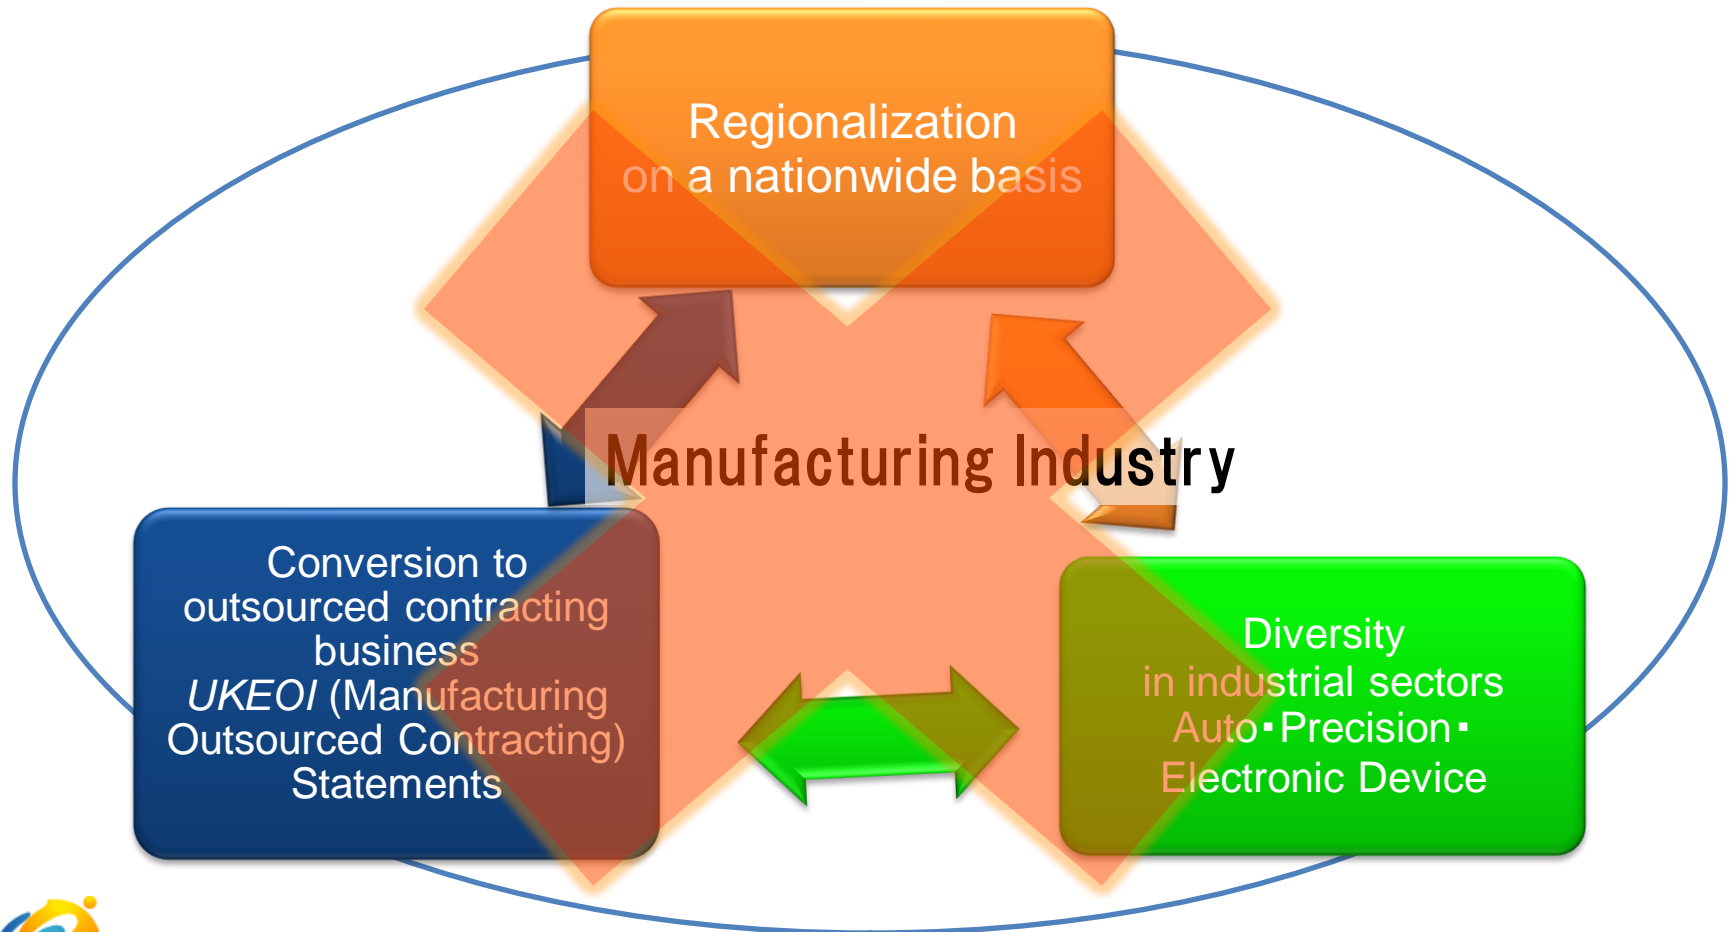 Regionalization
on a nationwide basis
Manufacturing Industry
Conversion to
outsourced contracting
business
UKEOI (Manufacturing
Outsourced Contracting)
Statements
Diversity
in industrial sectors
Auto･Precision･
Electronic Device